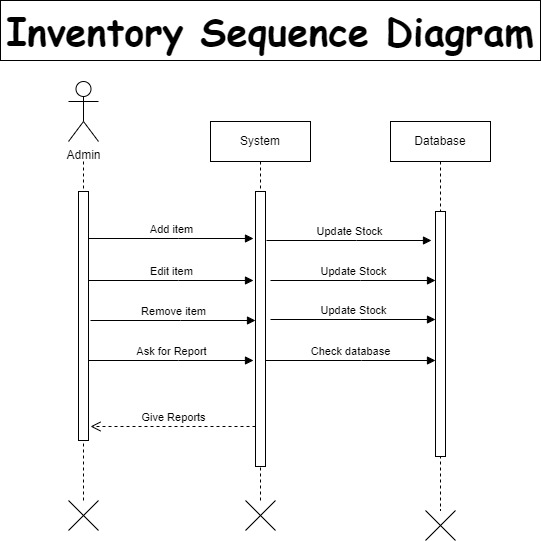 Inventory Sequence Diagram
Admin
System
Database
Add item
Update Stock
Edit item
Update Stock
Remove item
Update Stock
Ask for Report
Check database
Give Reports